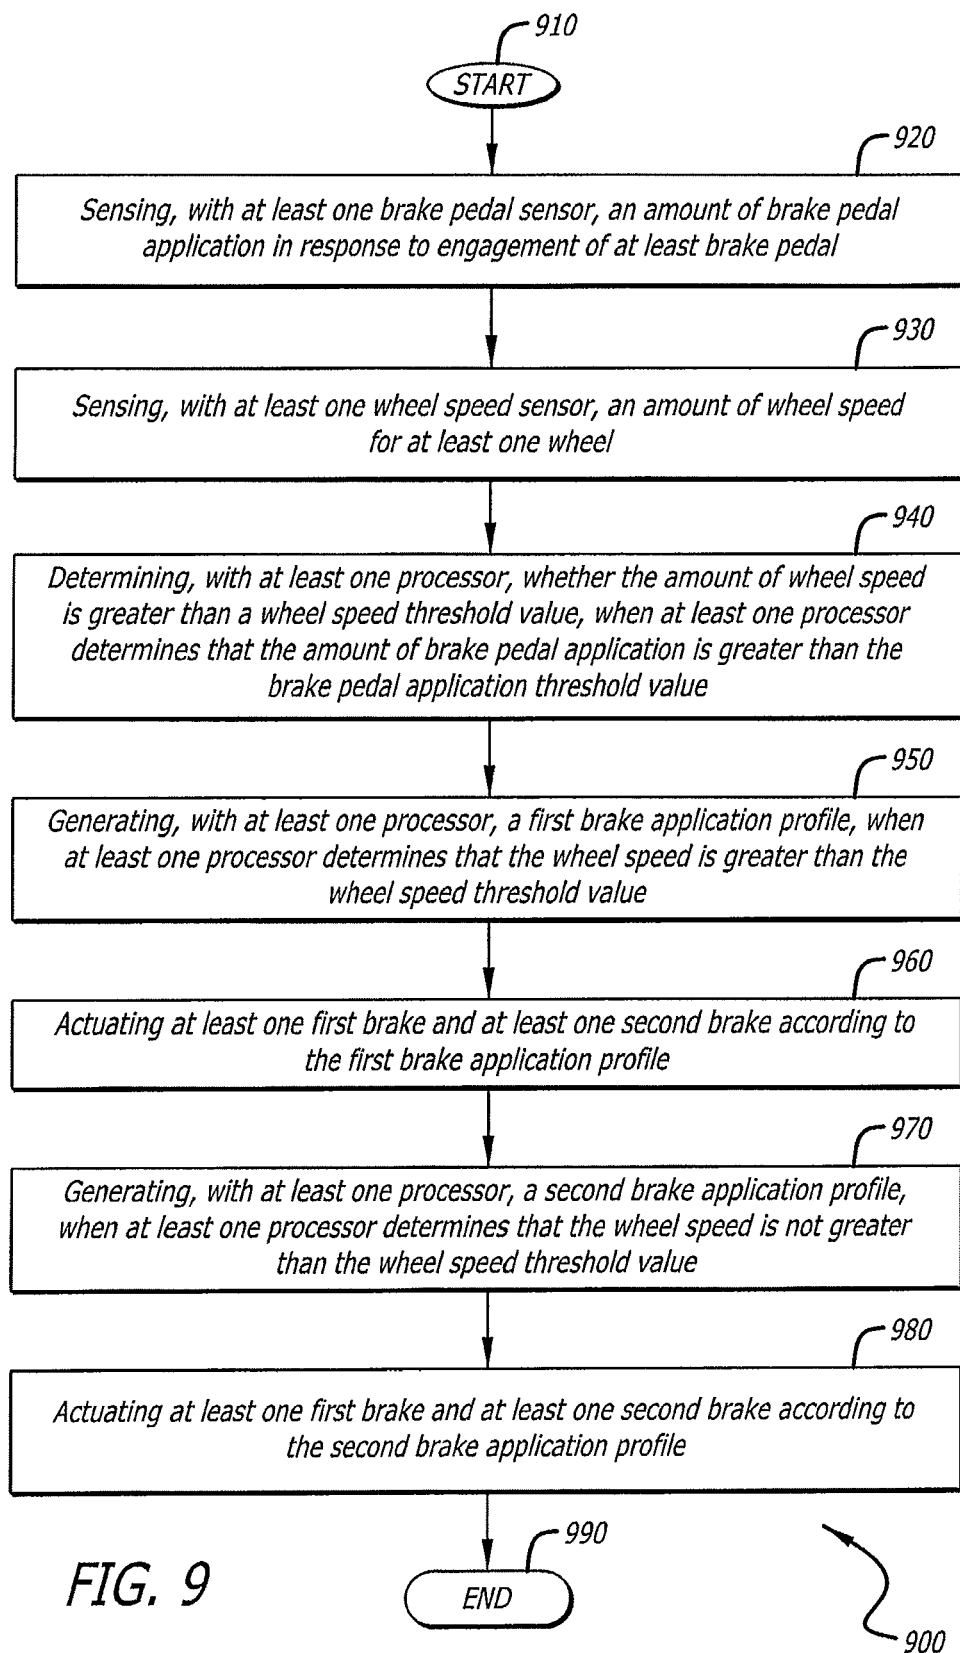 910
START
920
Sensing, with at least one brake pedal sensor, an amount of brake pedal
application in response to engagement of at least brake pedal
930
Sensing, with at least one wheel speed sensor, an amount of wheel speed
for at least one wheel
940
Determining, with at least one processor, whether the amount of wheel speed
is greater than a wheel speed threshold value, when at least one processor
determines that the amount of brake pedal application is greater than the
brake pedal application threshold value
950
Generating, with at least one processor, a first brake application profile, when
at least one processor determines that the wheel speed is greater than the
wheel speed threshold value
960
Actuating at least one first brake and at least one second brake according to
the first brake application profile
970
Generating, with at least one processor, a second brake application profile,
when at least one processor determines that the wheel speed is not greater
than the wheel speed threshold value
980
Actuating at least one first brake and at least one second brake according to
the second brake application profile
990
END
FIG. 9
900